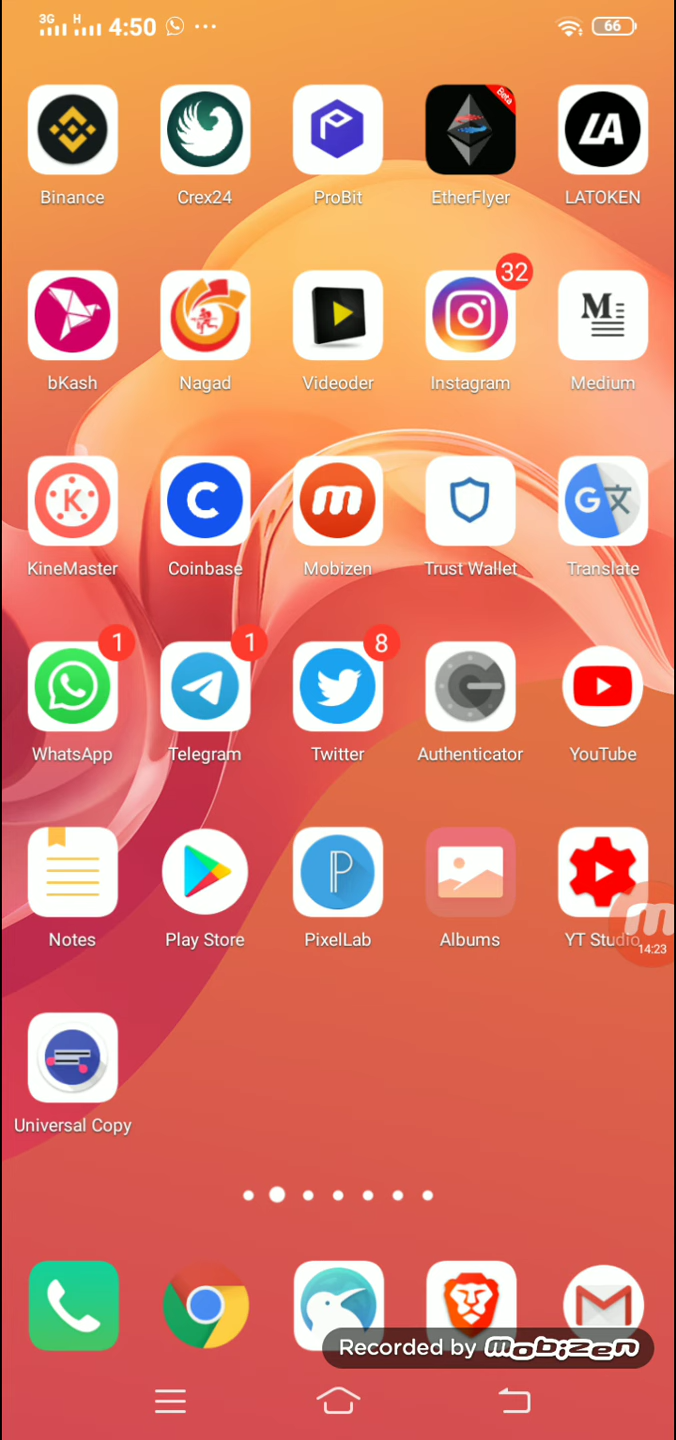 3G H 4:50 66
Beta
Binance Crex24 ProBit EtherFlyer LATOKEN
32
bKash Nagad Videoder Instagram Medium
KineMaster Coinbase Mobizen Trust Wallet Translate
1 1 8
WhatsApp Telegram Twitter Authenticator YouTube
Notes Play Store PixelLab Albums YT Studio
14:23
Universal Copy
Recorded by mobizen